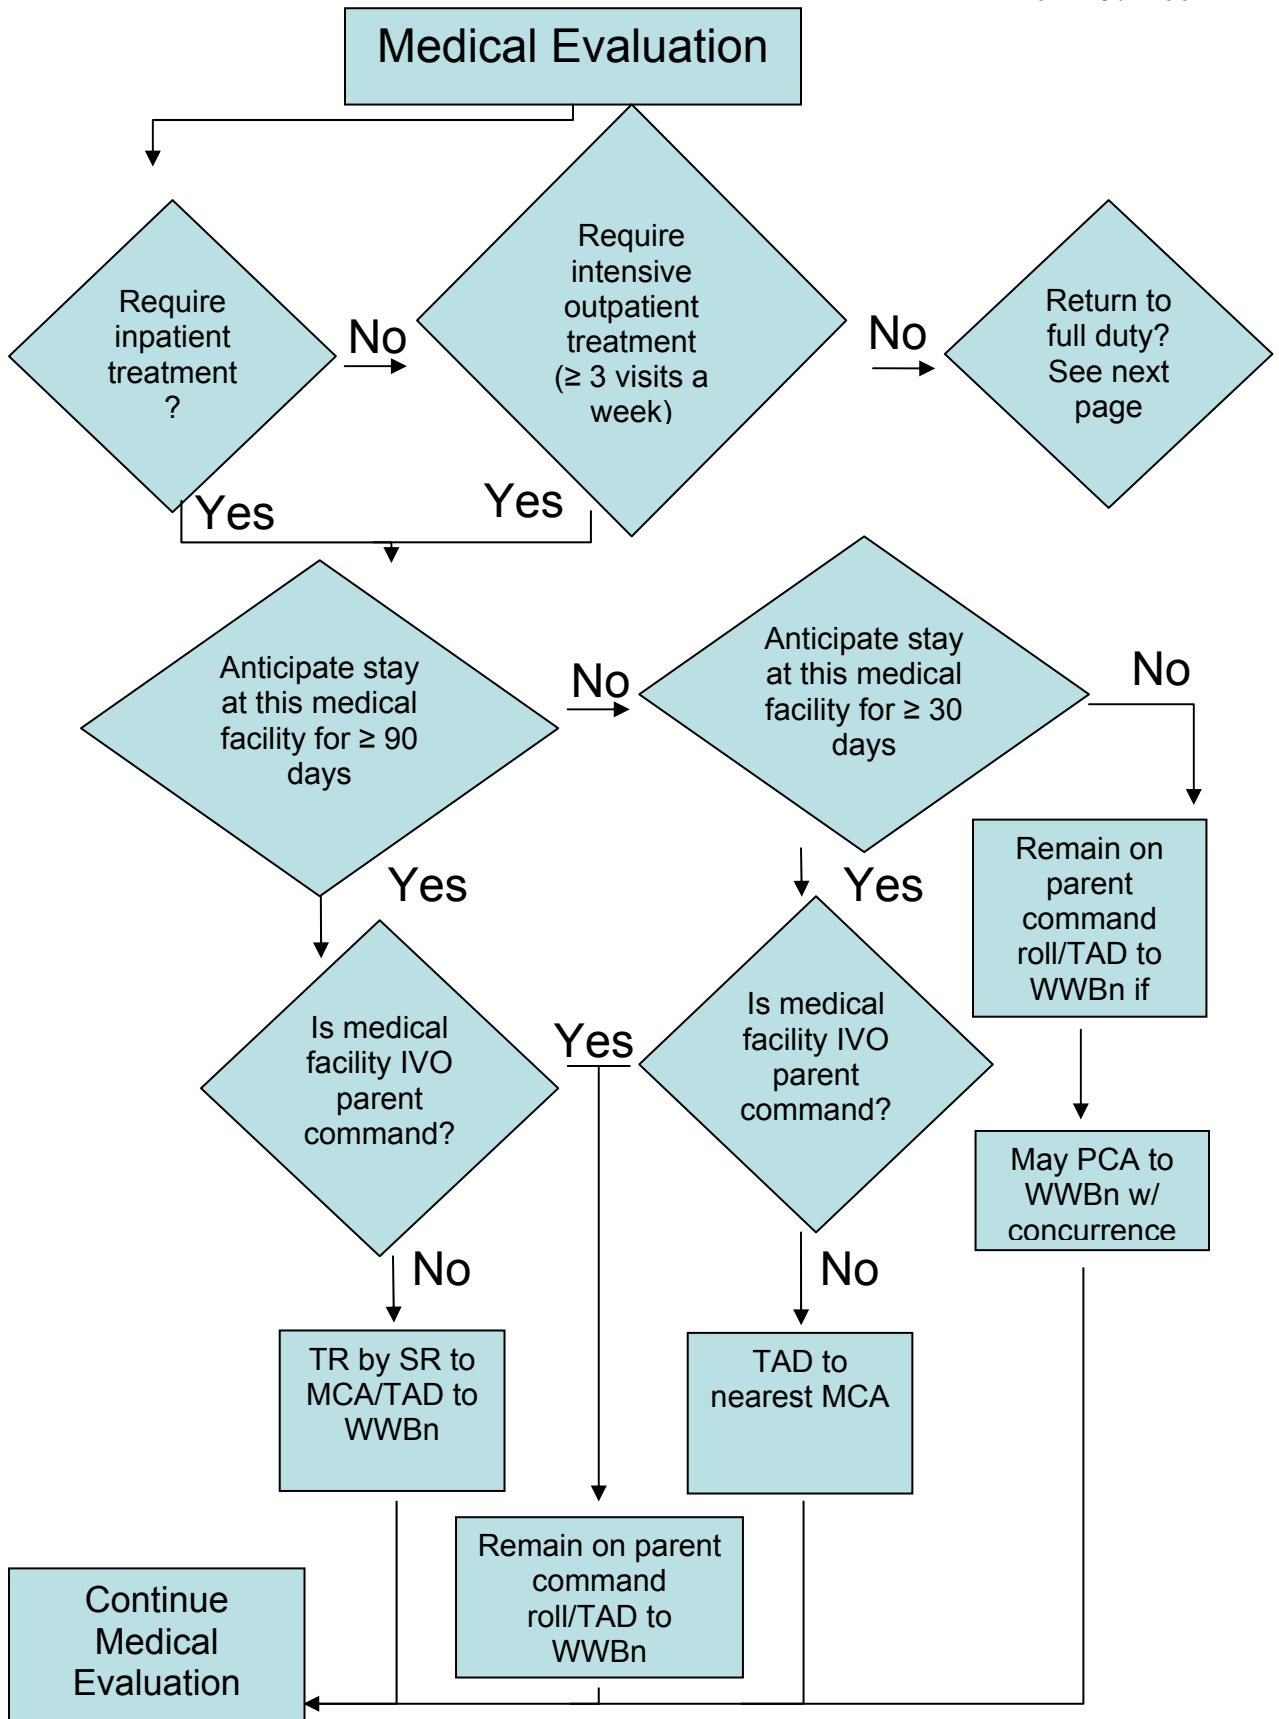 Medical Evaluation
Require
inpatient
treatment
?
No
Require
intensive
outpatient
treatment
(≥ 3 visits a
week)
No
Return to
full duty?
See next
page
Yes
Yes
Anticipate stay
at this medical
facility for ≥ 90
days
No
Anticipate stay
at this medical
facility for ≥ 30
days
No
Yes
Yes
Remain on
parent
command
roll/TAD to
WWBn if
Is medical
facility IVO
parent
command?
Yes
Is medical
facility IVO
parent
command?
May PCA to
WWBn w/
concurrence
No
No
TR by SR to
MCA/TAD to
WWBn
TAD to
nearest MCA
Remain on parent
command
roll/TAD to
WWBn
Continue
Medical
Evaluation